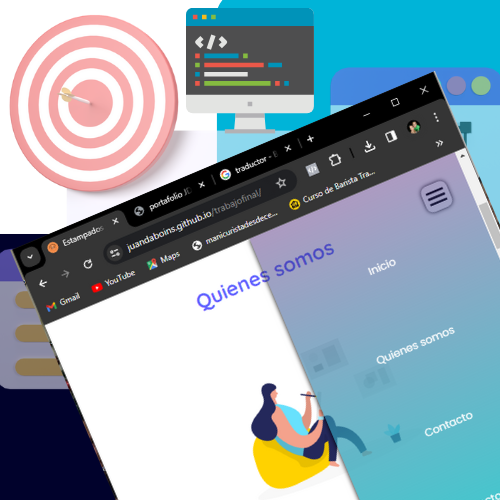 </>
Estampados
portafolio JD
traductor - B
juandaboins.github.io/trabajofinal/
Gmail
YouTube
Maps
manicuristasdesce...
Curso de Barista Tra...
»
Quienes somos
Inicio
Quienes somos
Contacto